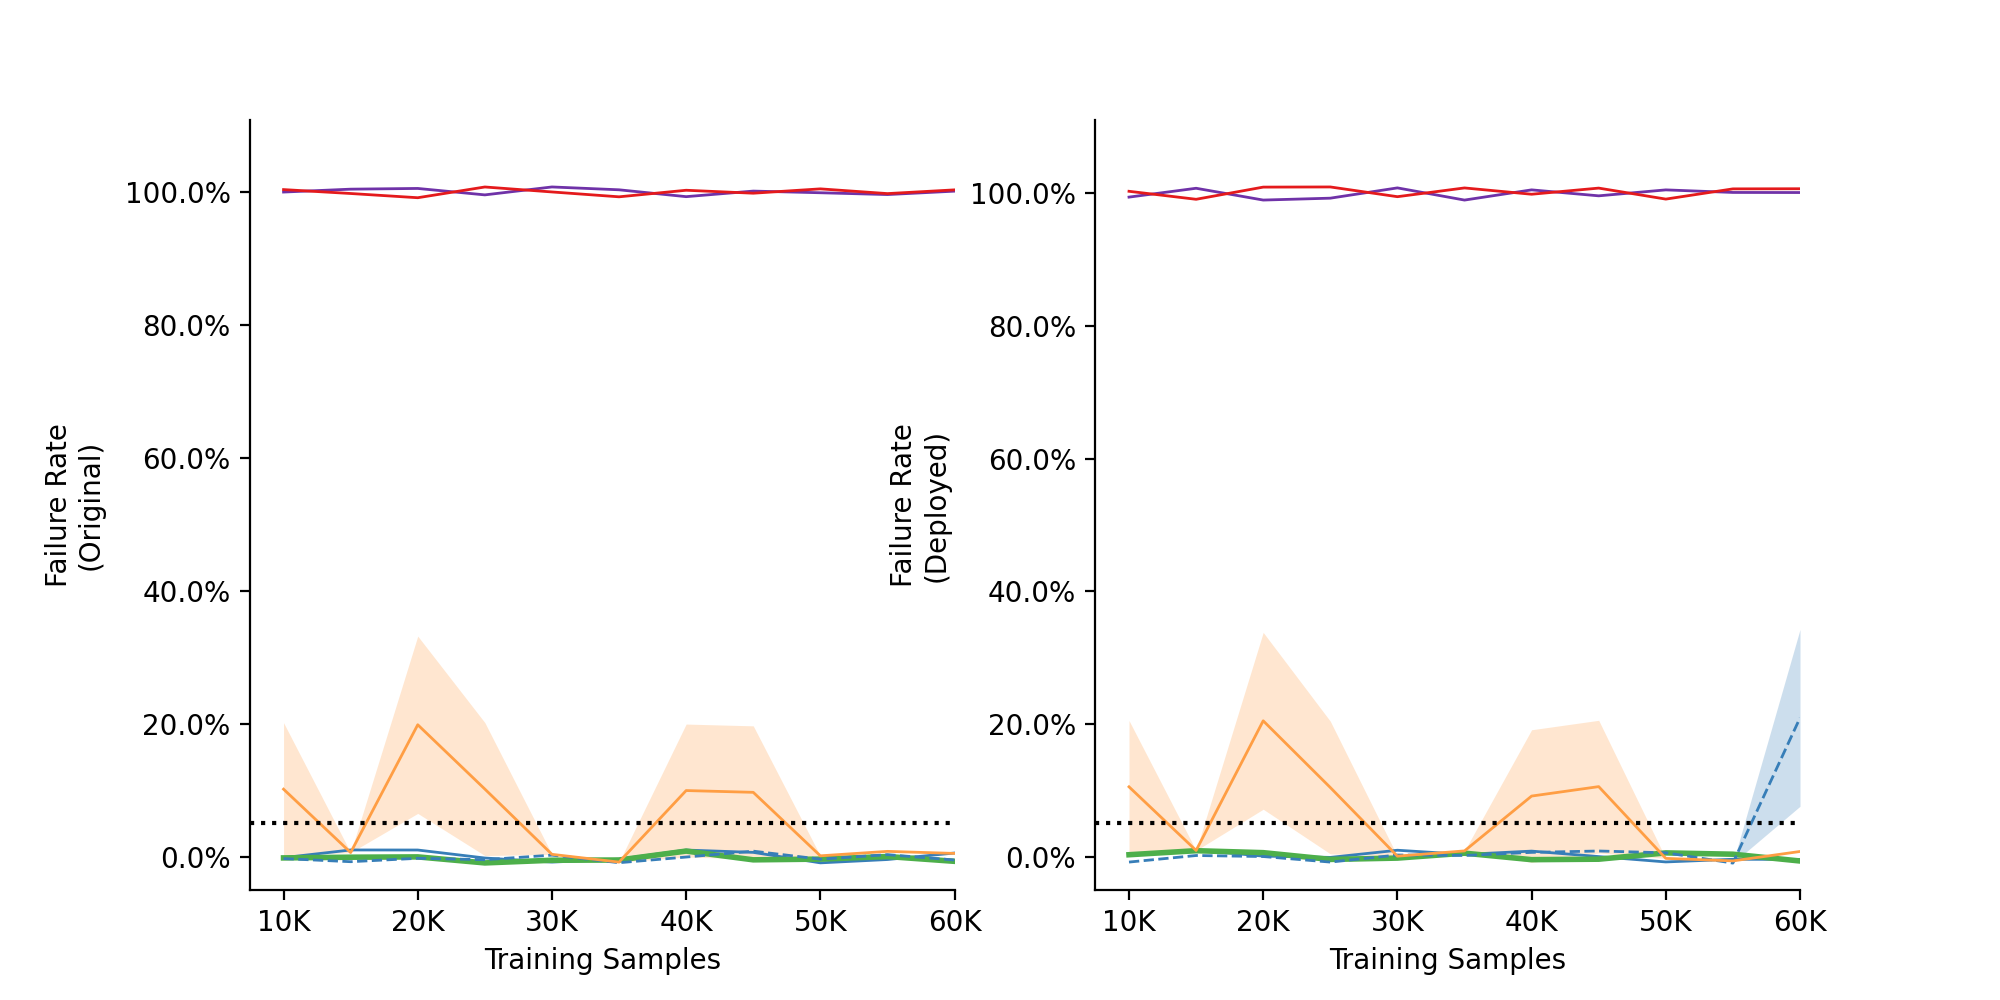 Failure Rate
(Original)
100.0%
80.0%
60.0%
40.0%
20.0%
0.0%
10K 20K 30K 40K 50K 60K
Training Samples
Failure Rate
(Deployed)
100.0%
80.0%
60.0%
40.0%
20.0%
0.0%
10K 20K 30K 40K 50K 60K
Training Samples